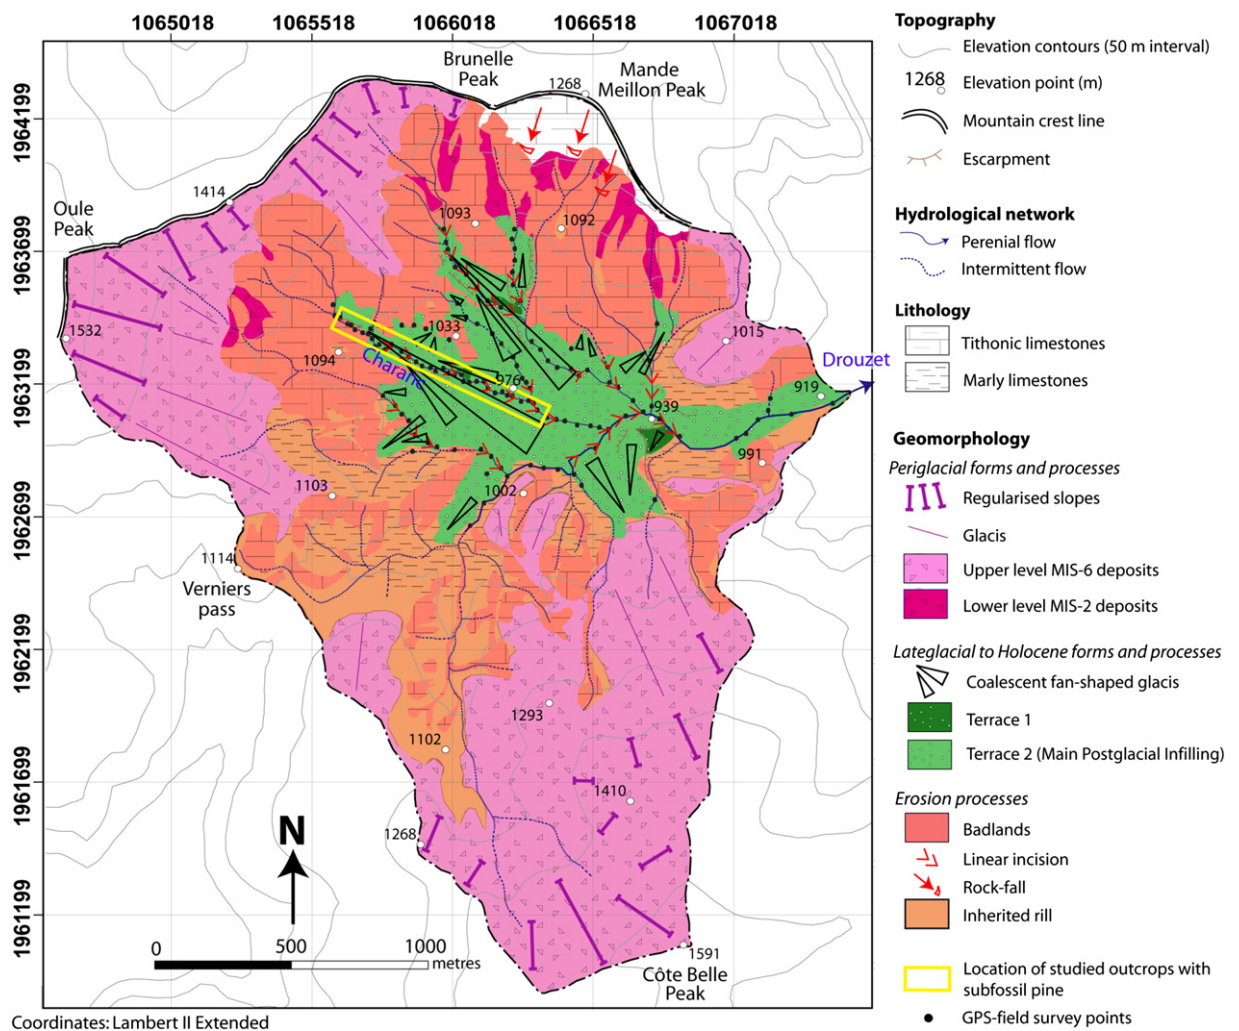 1065018 1065518 1066018 1066518 1067018
Brunelle
Peak
Mande
Meillon Peak
1268
1964199
1414
Oule
Peak
1093
1092
1963699
1532
1033
1015
1094
Charanc
976
Drouzet
1963199
919
939
991
1103
1002
1962699
1114
Verniers
pass
1962199
1293
1102
1961699
1410
1268
N
1961199
0 500 1000
metres
1591
Côte Belle
Peak
Coordinates: Lambert II Extended
Topography
Elevation contours (50 m interval)
1268 Elevation point (m)
Mountain crest line
Escarpment
Hydrological network
Perenial flow
Intermittent flow
Lithology
Tithonic limestones
Marly limestones
Geomorphology
Periglacial forms and processes
Regularised slopes
Glacis
Upper level MIS-6 deposits
Lower level MIS-2 deposits
Lateglacial to Holocene forms and processes
Coalescent fan-shaped glacis
Terrace 1
Terrace 2 (Main Postglacial Infilling)
Erosion processes
Badlands
Linear incision
Rock-fall
Inherited rill
Location of studied outcrops with
subfossil pine
GPS-field survey points